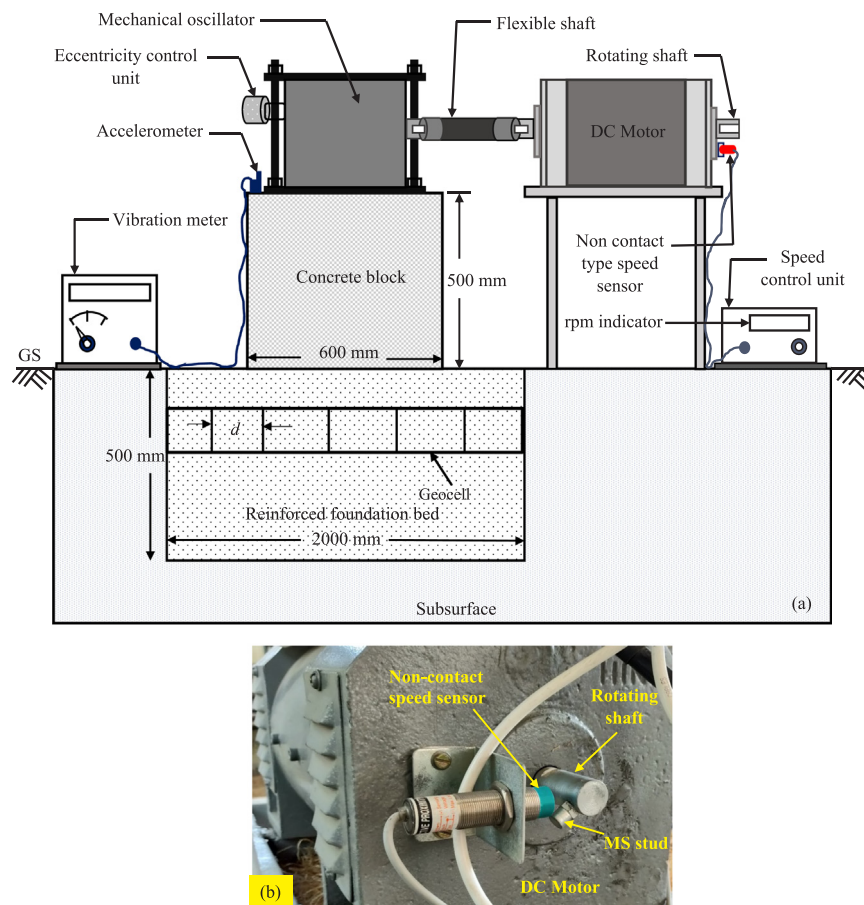 Mechanical oscillator
Flexible shaft
Eccentricity control
unit
Rotating shaft
Accelerometer
DC Motor
Vibration meter
Concrete block
500 mm
Non contact
type speed
sensor
Speed
control unit
rpm indicator
600 mm
GS
d
500 mm
Geocell
Reinforced foundation bed
2000 mm
Subsurface
(a)
Non-contact
speed sensor
Rotating
shaft
MS stud
DC Motor
(b)